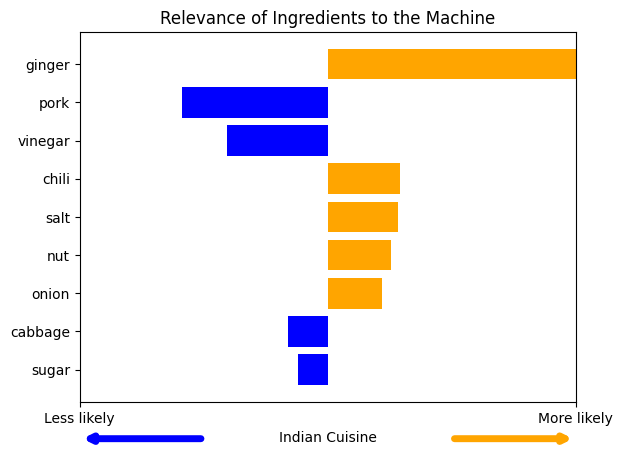 Relevance of Ingredients to the Machine
ginger
pork
vinegar
chili
salt
nut
onion
cabbage
sugar
Less likely
More likely
Indian Cuisine